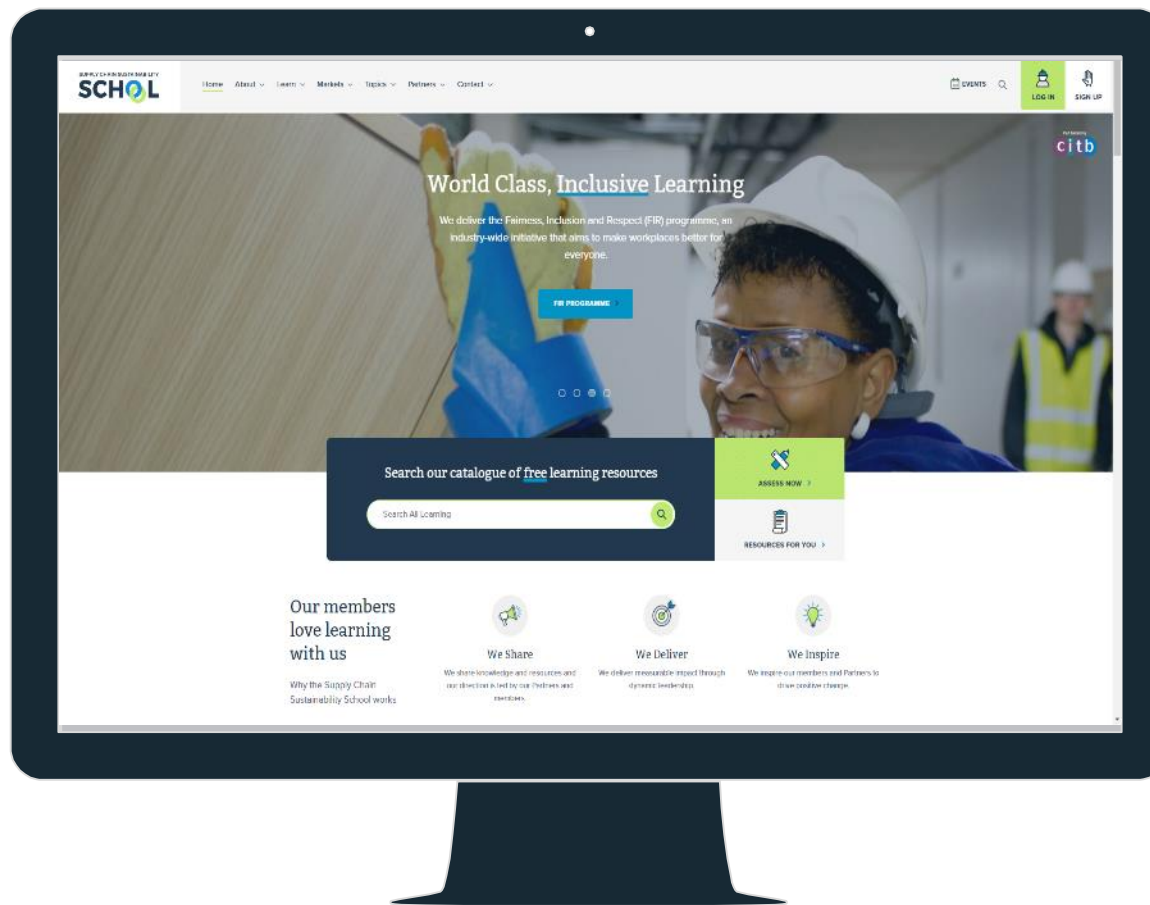 SUPPLY CHAIN SUSTAINABILITY
SCHOOL
Home About Learn Markets Topics Partners Contact
EVENTS
LOG IN
SIGN UP
citb
World Class, Inclusive Learning
We deliver the Fairness, Inclusion and Respect (FIR) programme, an
industry-wide initiative that aims to make workplaces better for
everyone.
FIR PROGRAMME
Search our catalogue of free learning resources
Search All Learning
ASSESS NOW
RESOURCES FOR YOU
Our members
love learning
with us
Why the Supply Chain
Sustainability School works
We Share
We share knowledge and resources and
our direction is led by our Partners and
members.
We Deliver
We deliver measurable impact through
dynamic leadership
We Inspire
We inspire our members and Partners to
drive positive change.